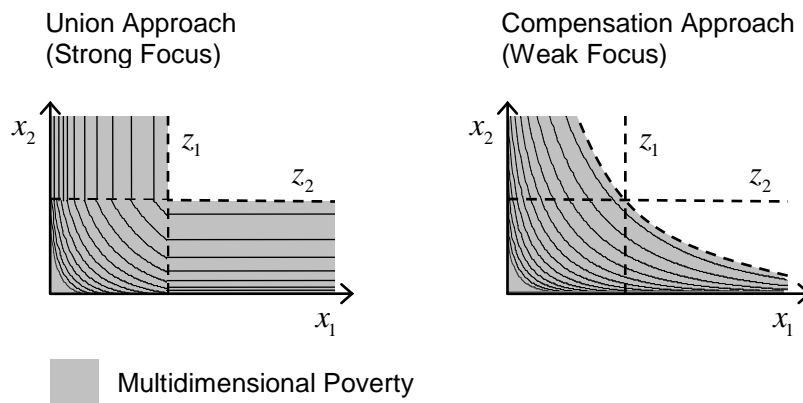 Union Approach
(Strong Focus)
x₂
z₁
z₂
x₁
Compensation Approach
(Weak Focus)
x₂
z₁
z₂
x₁
Multidimensional Poverty